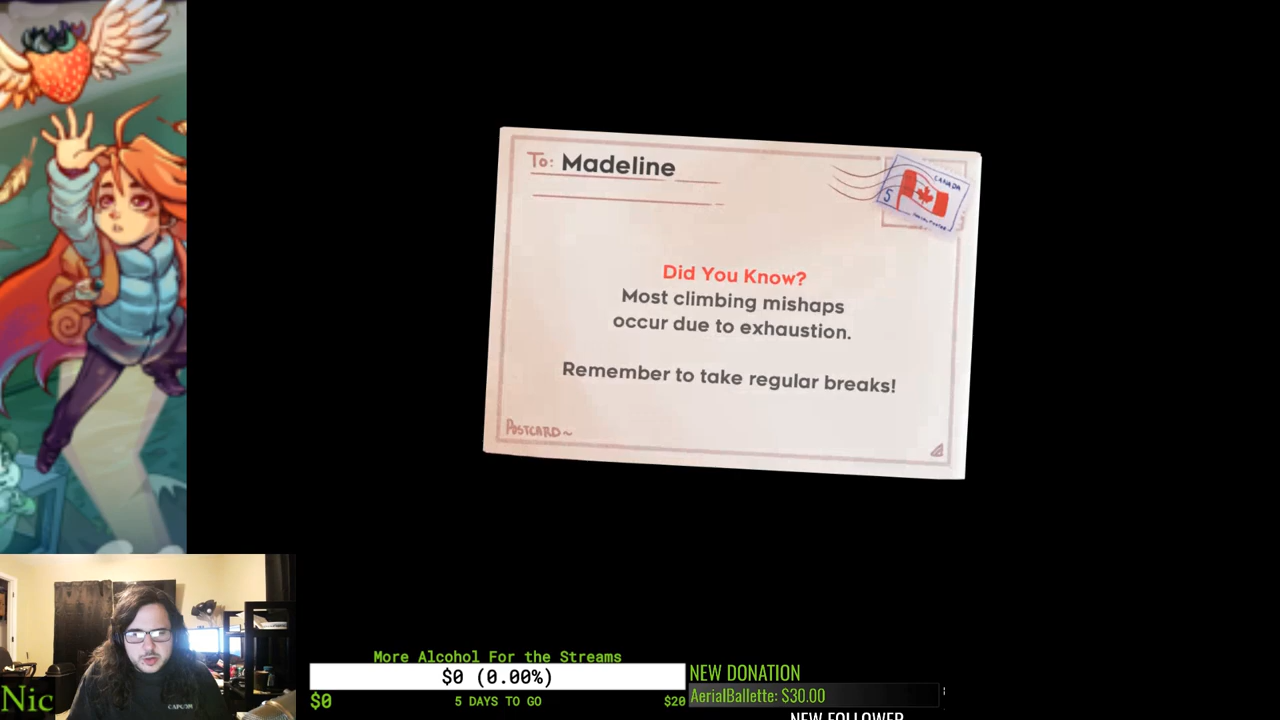 To: Madeline
CANADA
5
Did You Know?
Most climbing mishaps
occur due to exhaustion.
Remember to take regular breaks!
POSTCARD~
More Alcohol For the Streams
$0 (0.00%)
$0
5 DAYS TO GO
$20
NEW DONATION
AerialBallette: $30.00
NEW FOLLOWER
Nic